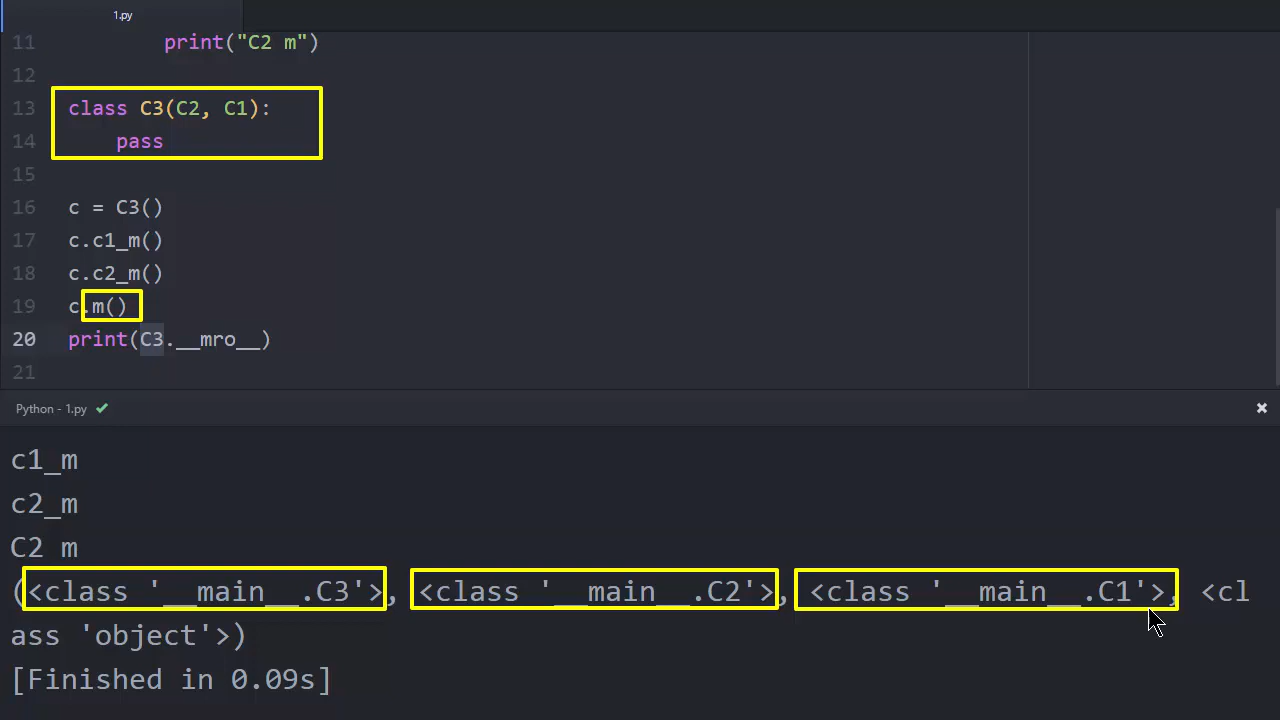 1.py
11 print("C2 m")
12
13 class C3(C2, C1):
14 pass
15
16 c = C3()
17 c.c1_m()
18 c.c2_m()
19 c.m()
20 print(C3.__mro__)
21
Python - 1.py
c1_m
c2_m
C2 m
(<class '__main__.C3'>, <class '__main__.C2'>, <class '__main__.C1'>, <cl
ass 'object'>)
[Finished in 0.09s]